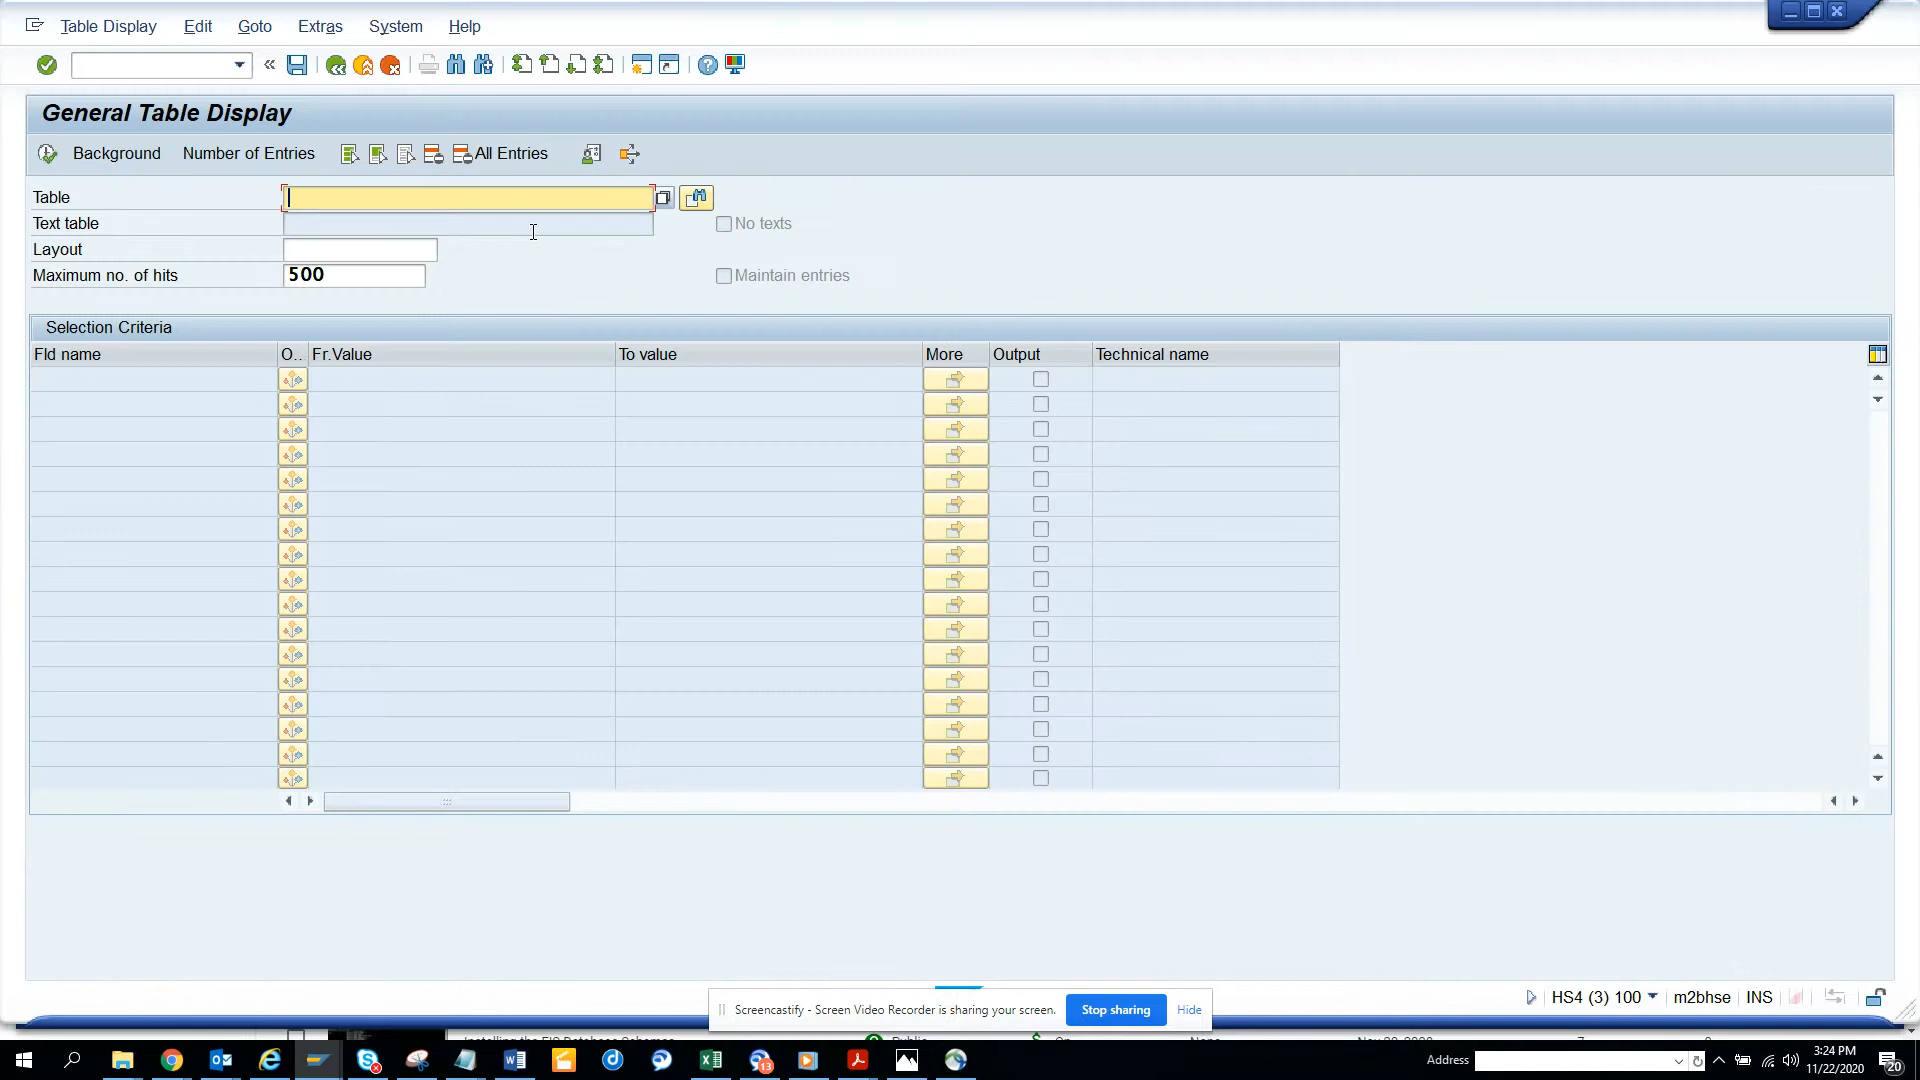 Table Display Edit Goto Extras System Help
General Table Display
Background Number of Entries All Entries
Table
Text table No texts
Layout
Maximum no. of hits 500 Maintain entries
Selection Criteria
Fld name O.. Fr.Value To value More Output Technical name
HS4 (3) 100 m2bhse INS
Screencastify - Screen Video Recorder is sharing your screen. Stop sharing Hide
Address
3:24 PM
11/22/2020
13
20